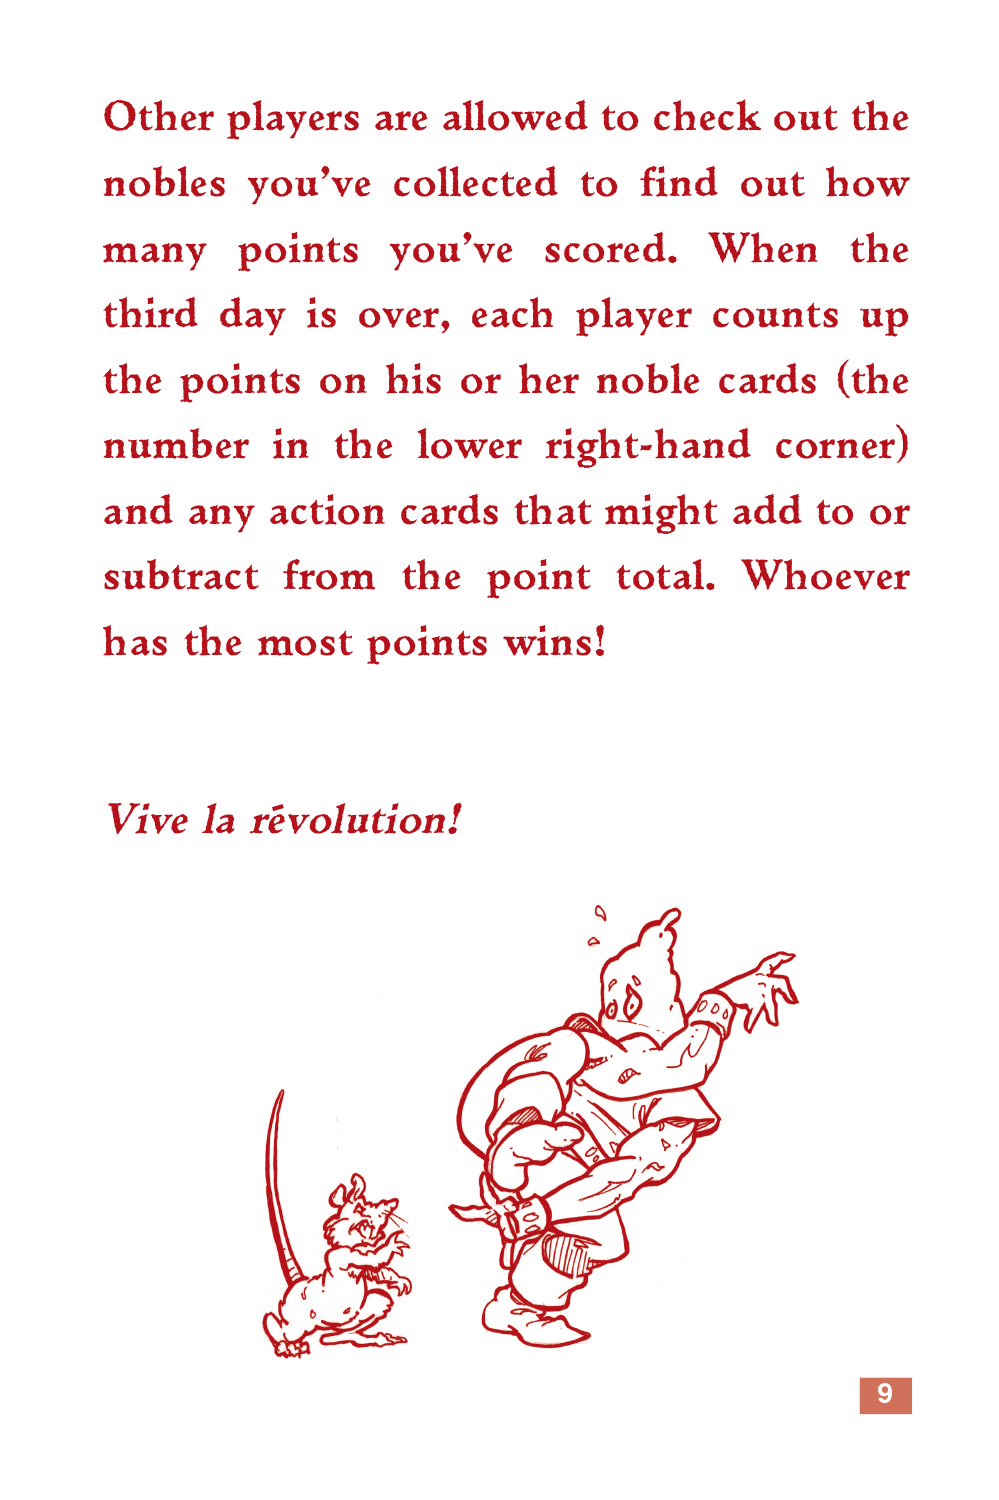 Other players are allowed to check out the
nobles you've collected to find out how
many points you've scored. When the
third day is over, each player counts up
the points on his or her noble cards (the
number in the lower right-hand corner)
and any action cards that might add to or
subtract from the point total. Whoever
has the most points wins!
Vive la révolution!
9